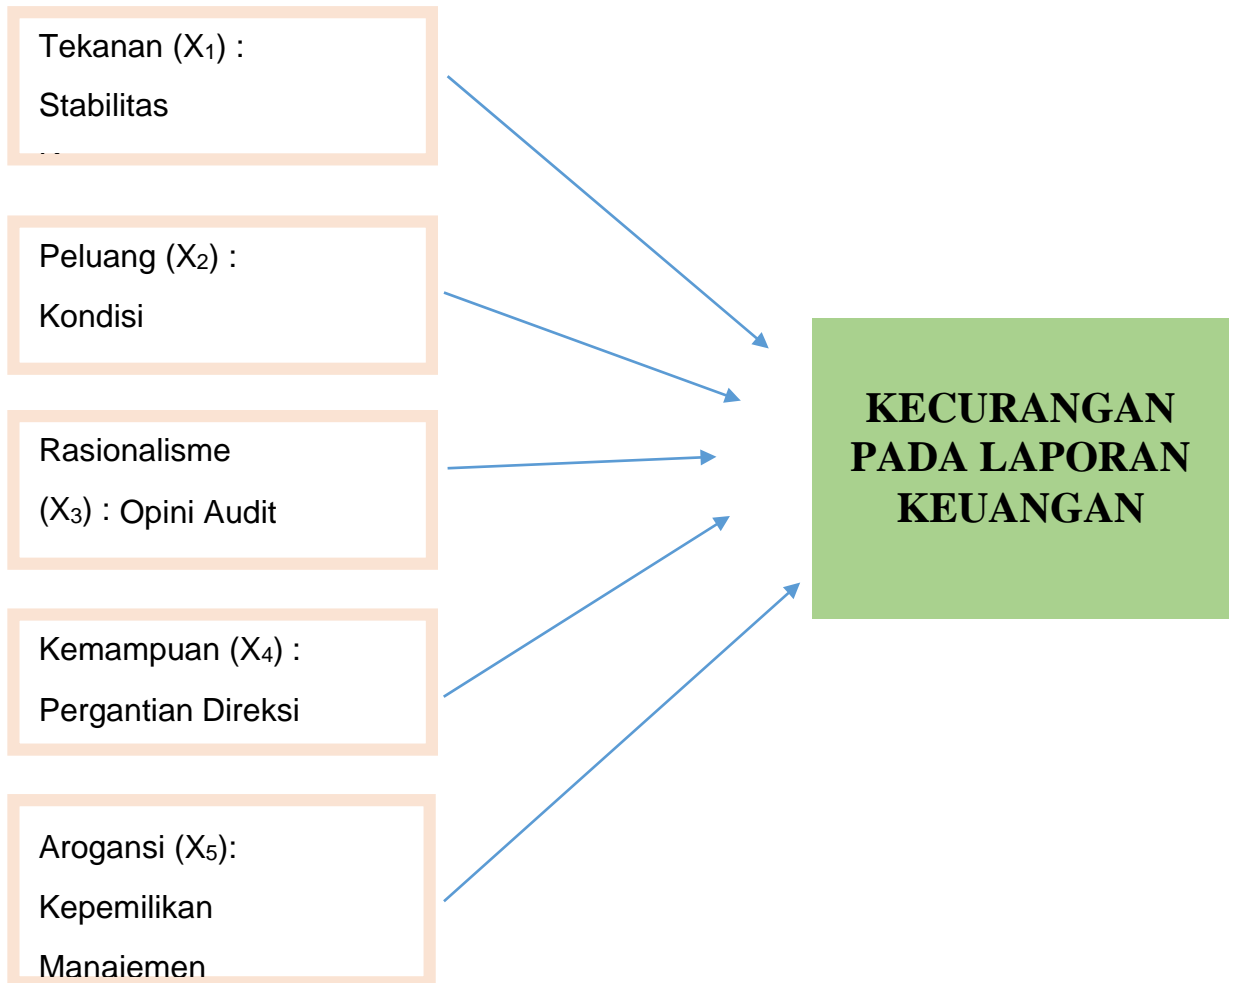 Tekanan (X₁) :
Stabilitas
Peluang (X₂) :
Kondisi
Rasionalisme
(X₃) : Opini Audit
Kemampuan (X₄) :
Pergantian Direksi
Arogansi (X₅):
Kepemilikan
Manajemen
KECURANGAN
PADA LAPORAN
KEUANGAN